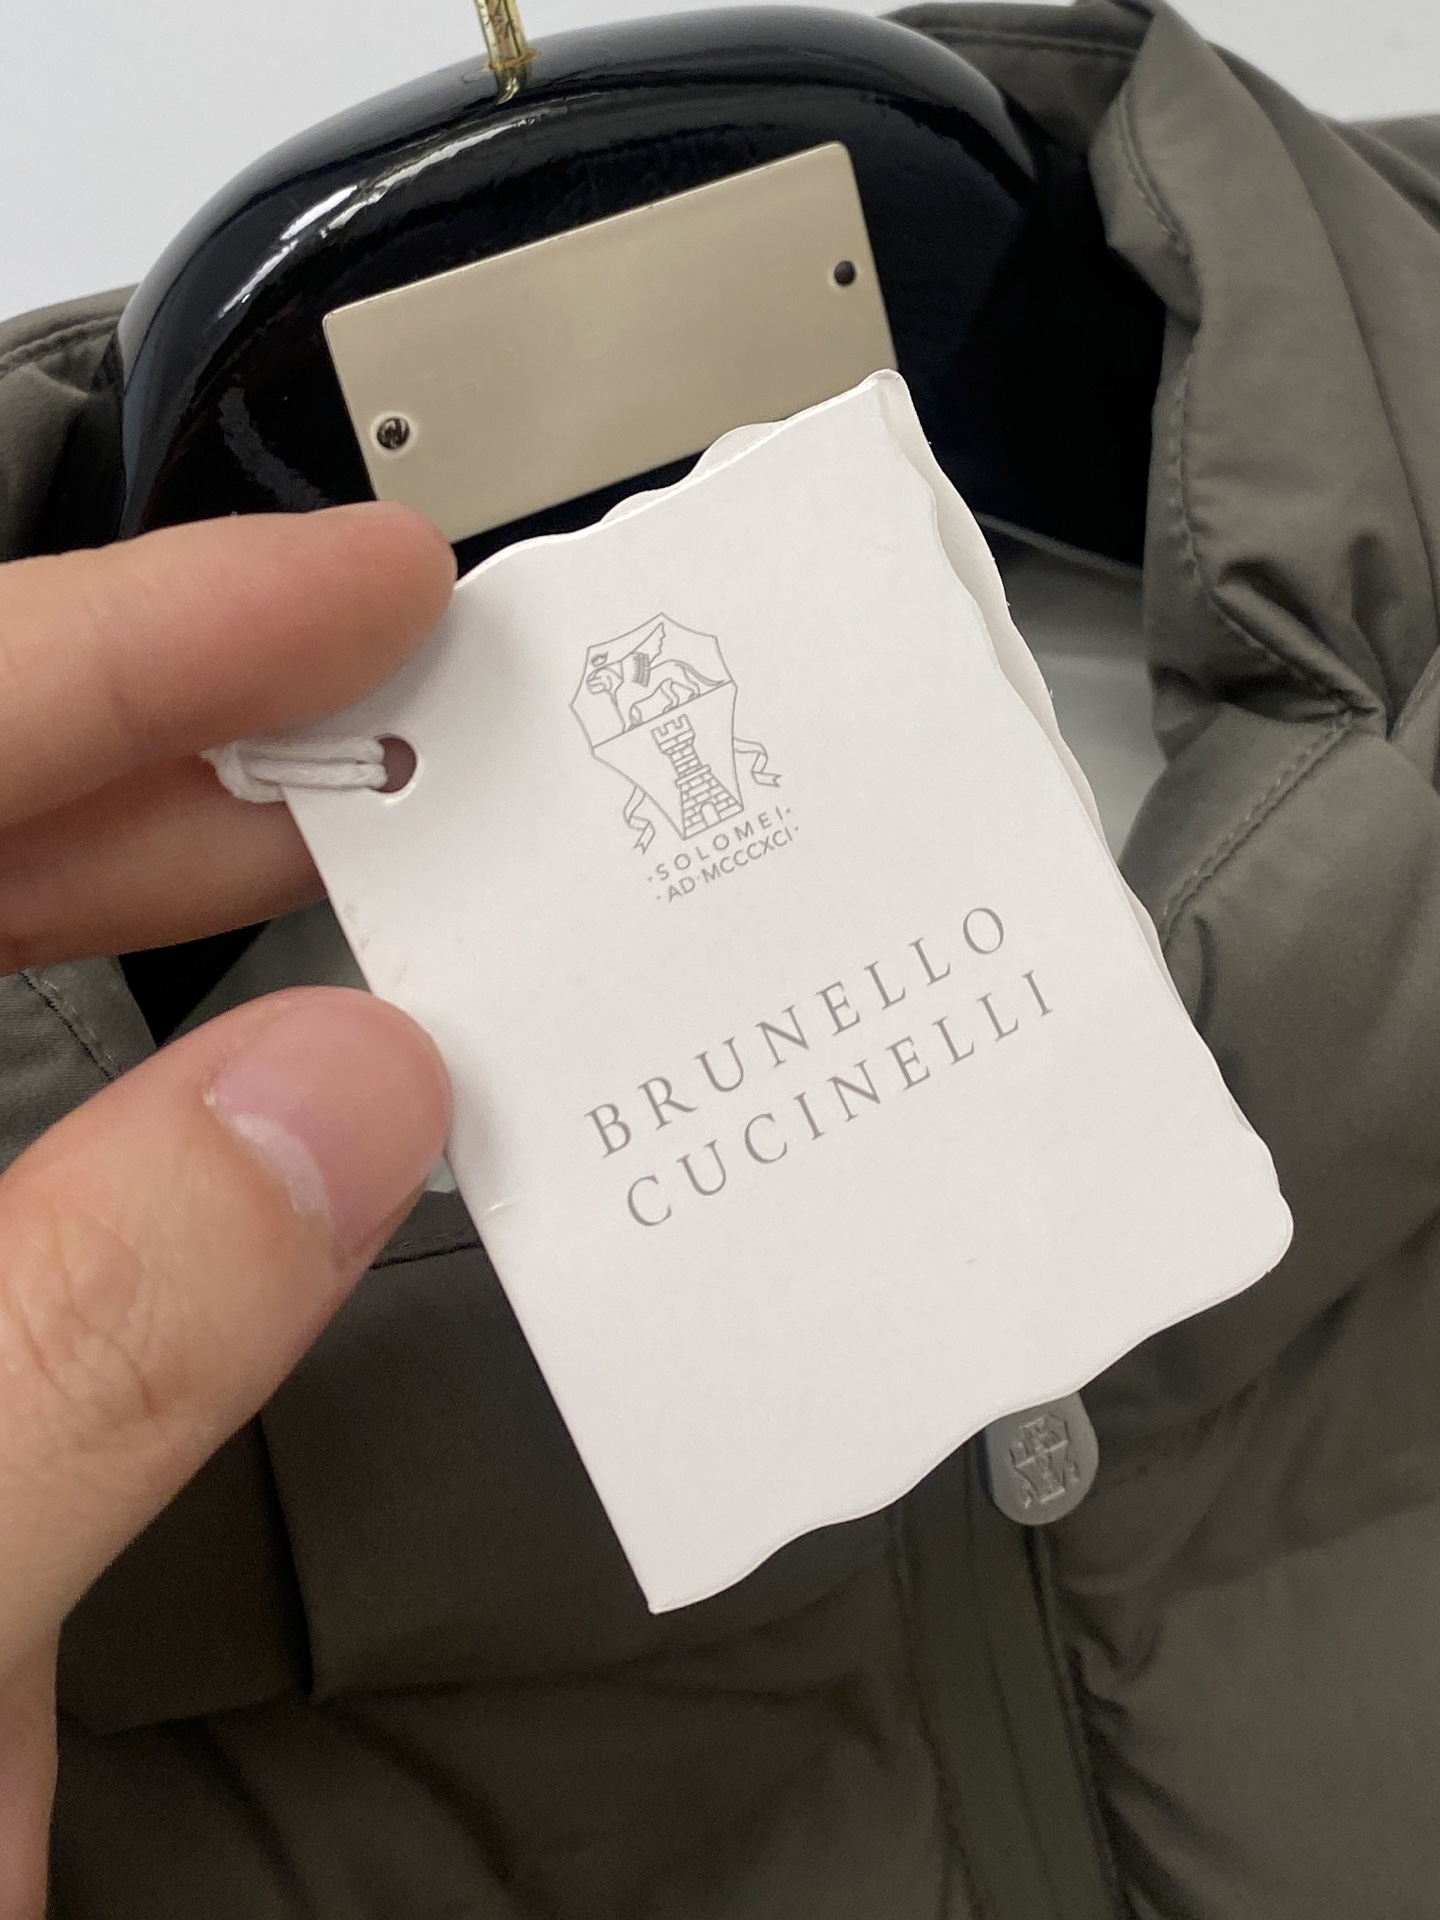 ·SOLOMEI·
·AD·MCCCXCI·
BRUNELLO
CUCINELLI